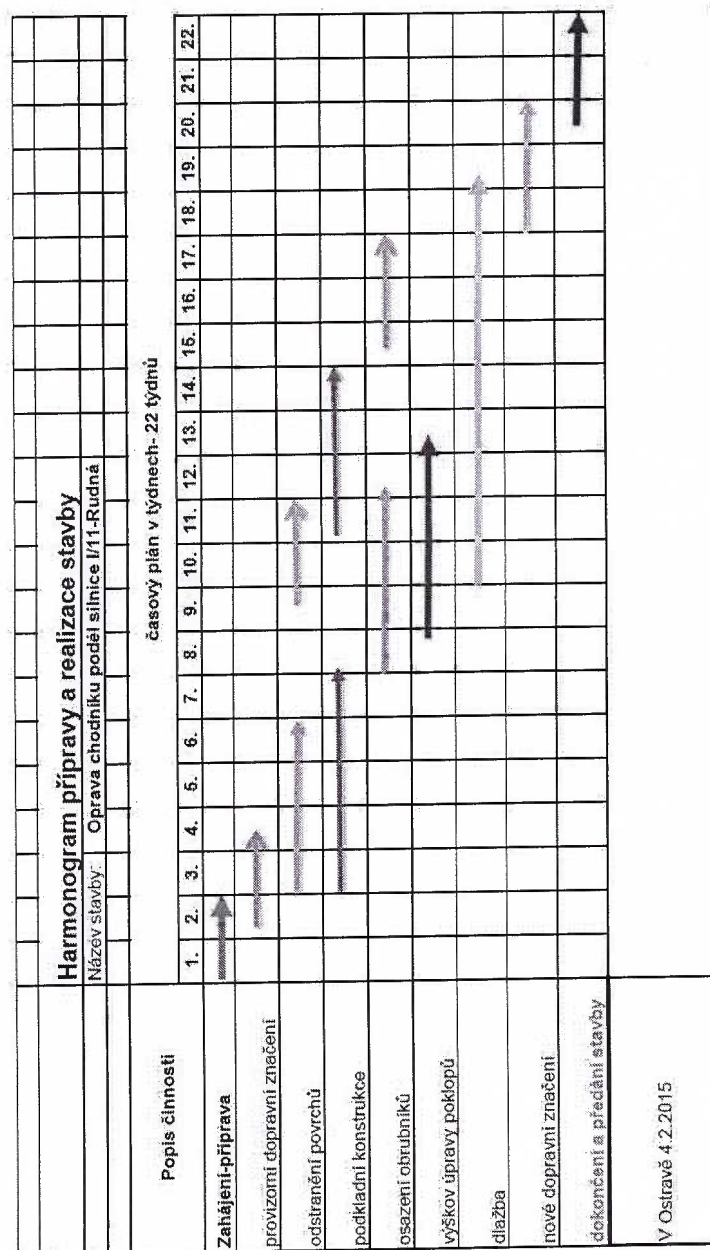 Harmonogram přípravy a realizace stavby
Název stavby: Oprava chodníku podél silnice I/11-Rudná
časový plán v týdnech- 22 týdnů
Popis činnosti 1. 2. 3. 4. 5. 6. 7. 8. 9. 10. 11. 12. 13. 14. 15. 16. 17. 18. 19. 20. 21. 22.
Zahájení-příprava
provizorní dopravní značení
odstranění povrchů
podkladní konstrukce
osazení obrubníků
výškov úpravy poklopů
dlažba
nové dopravní značení
dokončení a předání stavby
V Ostravě 4.2.2015